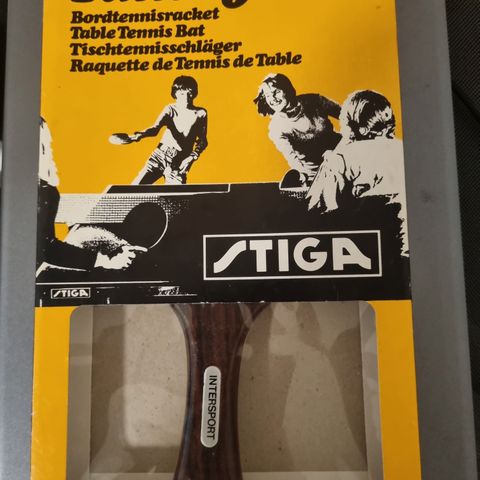 Bordtennisracket
Table Tennis Bat
Tischtennisschläger
Raquette de Tennis de Table
STIGA
STIGA
INTERSPORT